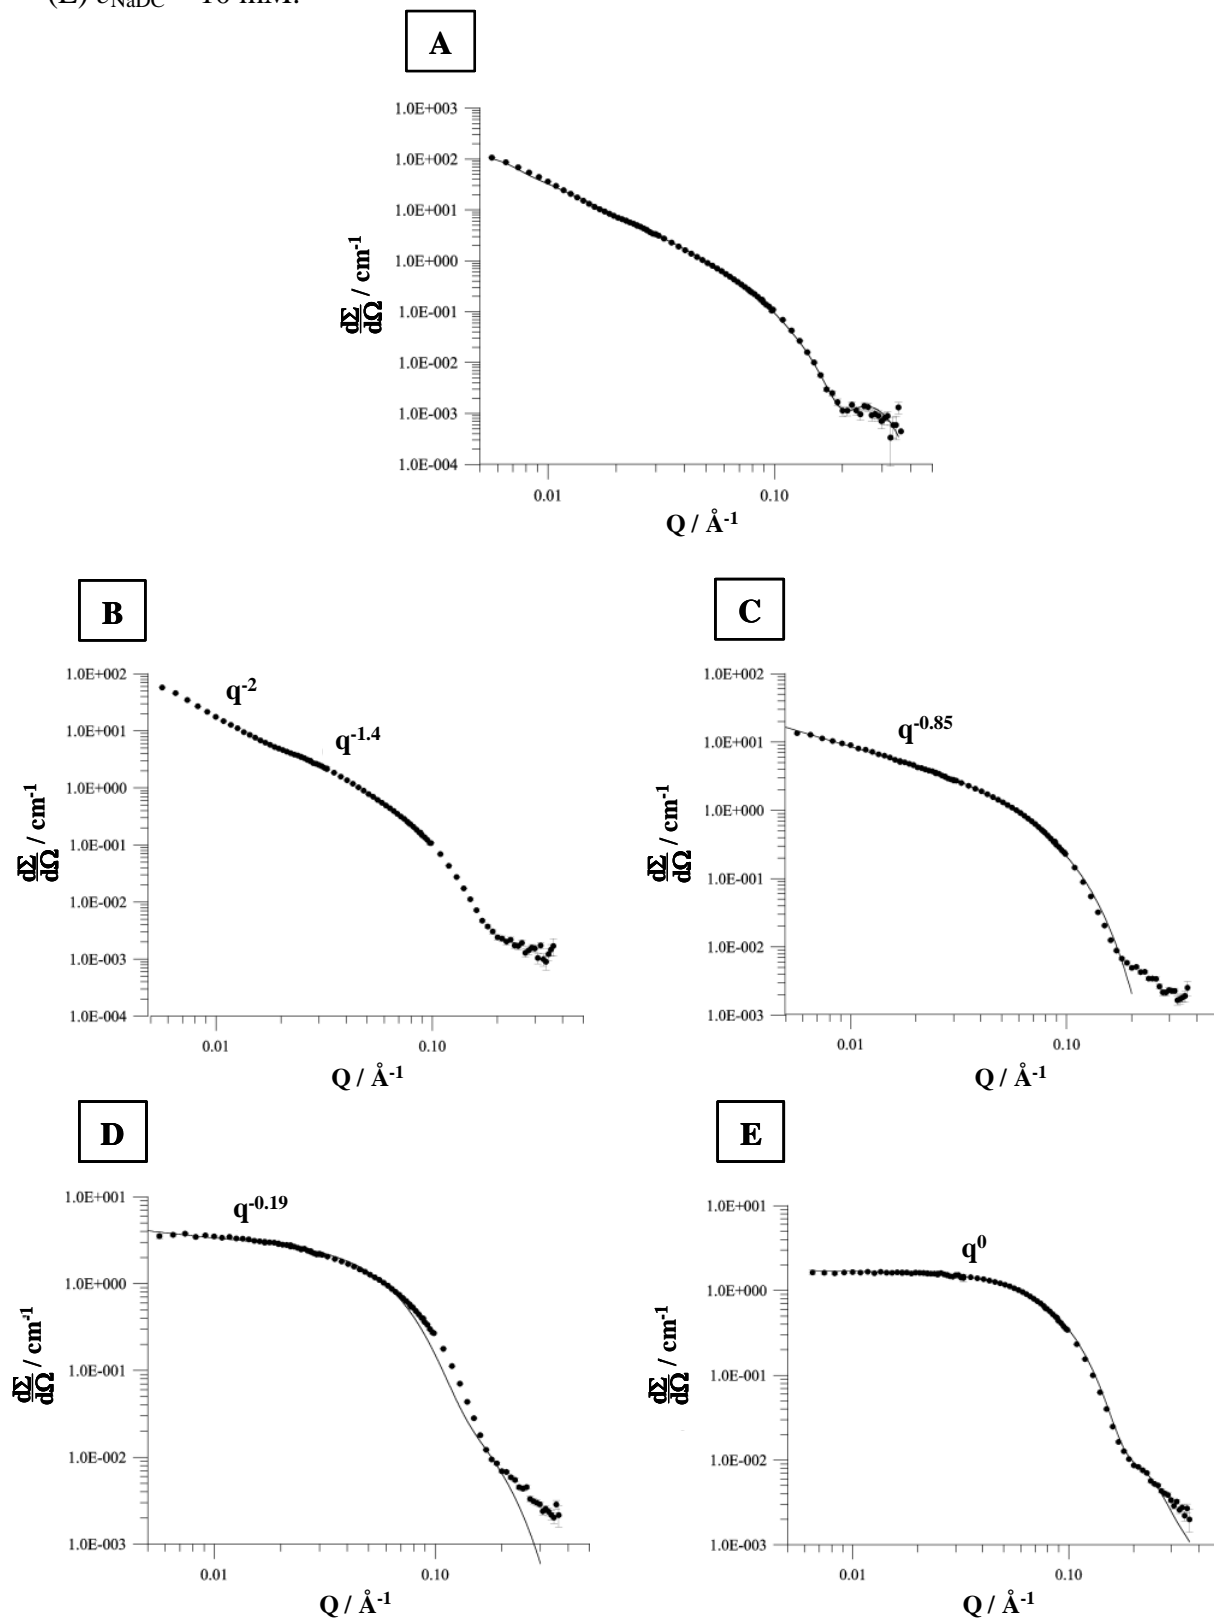 (E) cNaDC = 10 mM.
A
1.0E+003
1.0E+002
1.0E+001
1.0E+000
1.0E-001
1.0E-002
1.0E-003
1.0E-004
dΣ/dΩ / cm-1
0.01 0.10
Q / Å-1
B
1.0E+002
1.0E+001
1.0E+000
1.0E-001
1.0E-002
1.0E-003
1.0E-004
q-2
q-1.4
dΣ/dΩ / cm-1
0.01 0.10
Q / Å-1
C
1.0E+002
1.0E+001
1.0E+000
1.0E-001
1.0E-002
1.0E-003
q-0.85
dΣ/dΩ / cm-1
0.01 0.10
Q / Å-1
D
1.0E+001
1.0E+000
1.0E-001
1.0E-002
1.0E-003
q-0.19
dΣ/dΩ / cm-1
0.01 0.10
Q / Å-1
E
1.0E+001
1.0E+000
1.0E-001
1.0E-002
1.0E-003
q0
dΣ/dΩ / cm-1
0.01 0.10
Q / Å-1